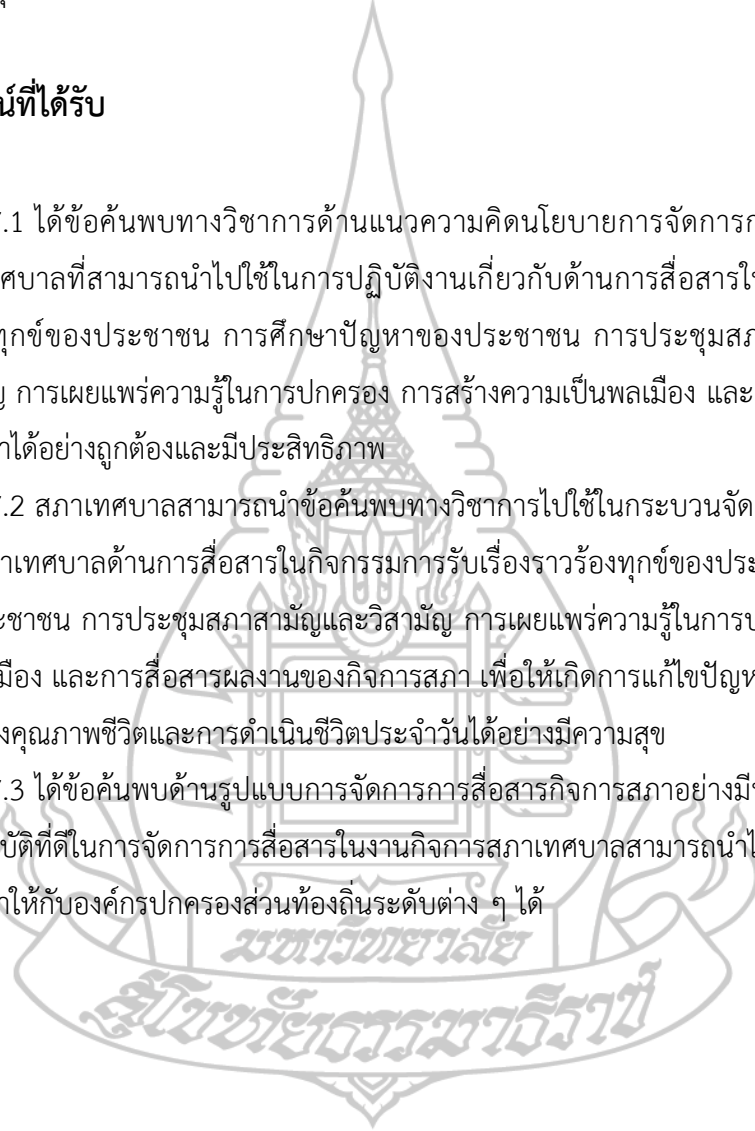 น์ที่ได้รับ
.1 ได้ข้อค้นพบทางวิชาการด้านแนวความคิดนโยบายการจัดการก
ศบาลที่สามารถนำไปใช้ในการปฏิบัติงานเกี่ยวกับด้านการสื่อสารใน
ทุกข์ของประชาชน การศึกษาปัญหาของประชาชน การประชุมสภ
ญ การเผยแพร่ความรู้ในการปกครอง การสร้างความเป็นพลเมือง และ
าได้อย่างถูกต้องและมีประสิทธิภาพ
.2 สภาเทศบาลสามารถนำข้อค้นพบทางวิชาการไปใช้ในกระบวนจัด
าเทศบาลด้านการสื่อสารในกิจกรรมการรับเรื่องราวร้องทุกข์ของประ
ะชาชน การประชุมสภาสามัญและวิสามัญ การเผยแพร่ความรู้ในการป
มือง และการสื่อสารผลงานของกิจการสภา เพื่อให้เกิดการแก้ไขปัญห
งคุณภาพชีวิตและการดำเนินชีวิตประจำวันได้อย่างมีความสุข
.3 ได้ข้อค้นพบด้านรูปแบบการจัดการการสื่อสารกิจการสภาอย่างมี
บัติที่ดีในการจัดการการสื่อสารในงานกิจการสภาเทศบาลสามารถนำไ
าให้กับองค์กรปกครองส่วนท้องถิ่นระดับต่าง ๆ ได้
มหาวิทยาลัย
สุโขทัยธรรมาธิราช